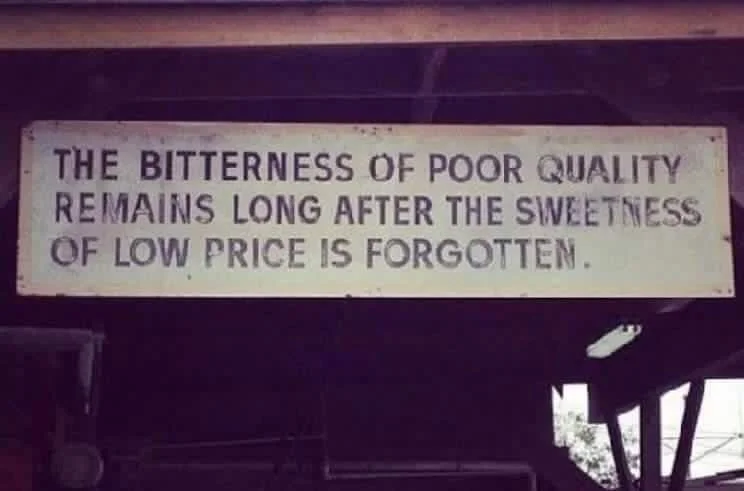 THE BITTERNESS OF POOR QUALITY
REMAINS LONG AFTER THE SWEETNESS
OF LOW PRICE IS FORGOTTEN.